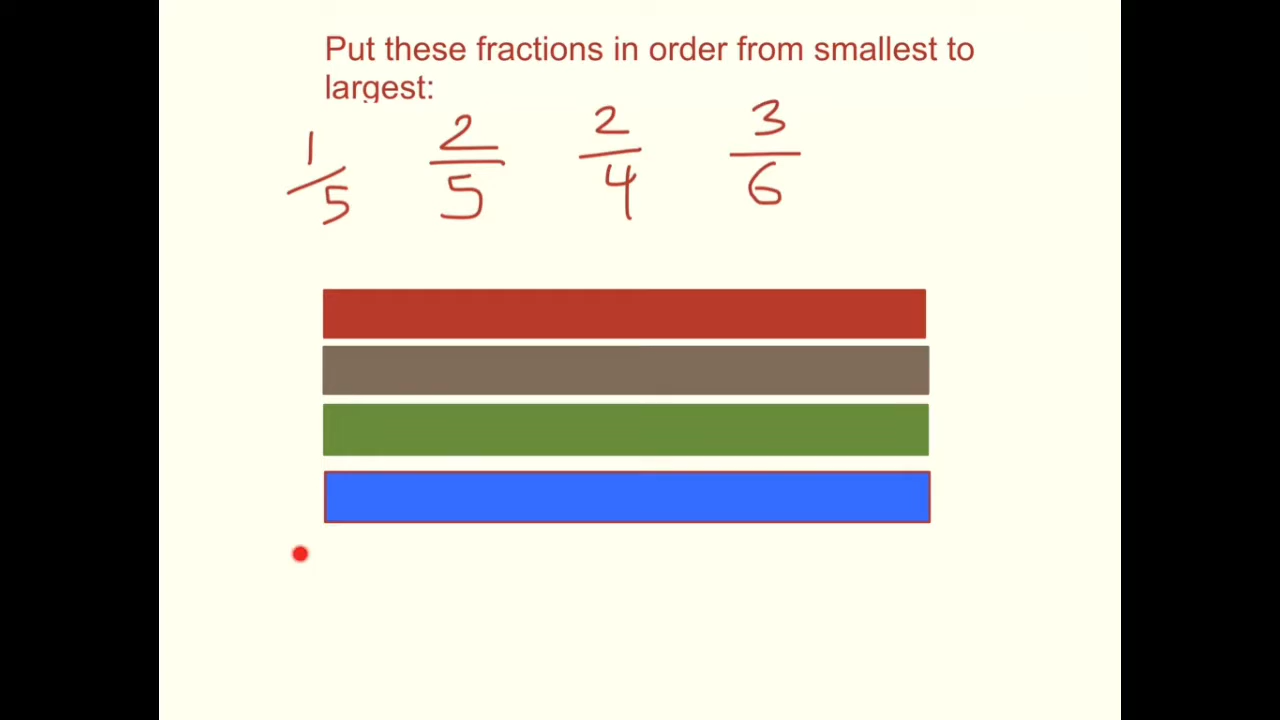 Put these fractions in order from smallest to
largest:
1/5 2/5 2/4 3/6